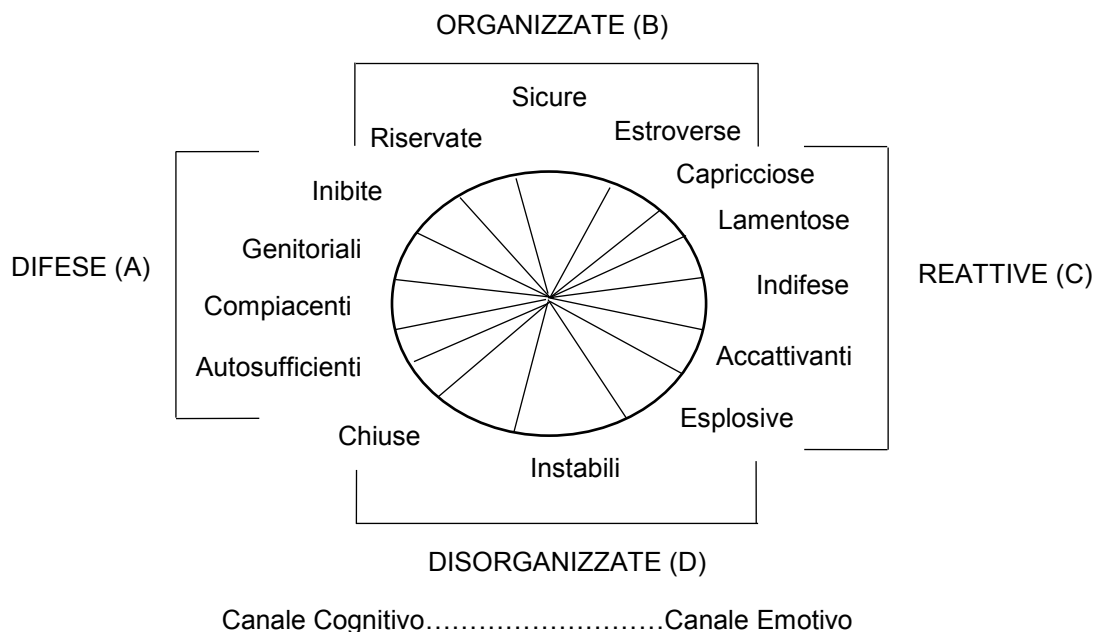 ORGANIZZATE (B)
Sicure
Riservate
Estroverse
Inibite
Capricciose
Lamentose
Genitoriali
DIFESE (A)
REATTIVE (C)
Indifese
Compiacenti
Autosufficienti
Accattivanti
Esplosive
Chiuse
Instabili
DISORGANIZZATE (D)
Canale Cognitivo………………………Canale Emotivo